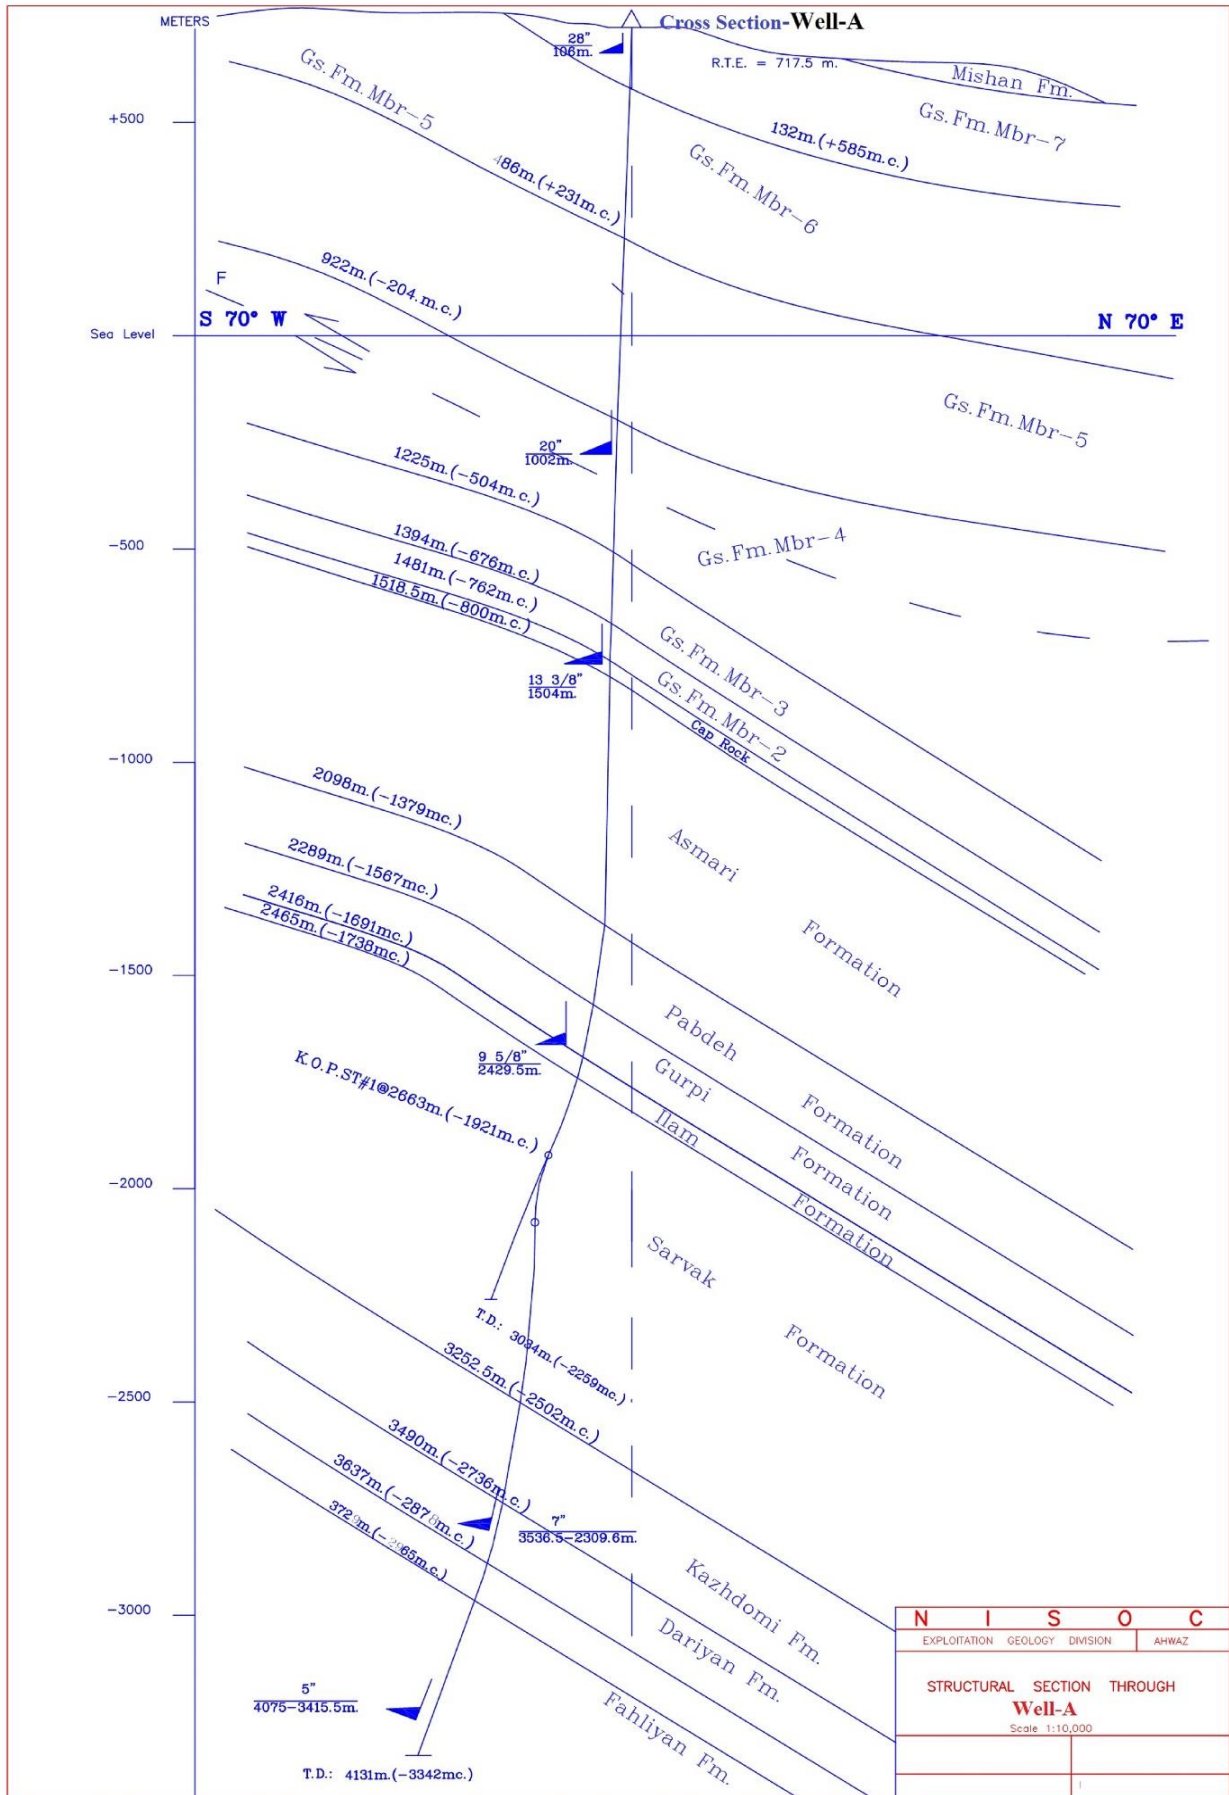 METERS
Cross Section-Well-A
28"
106m.
R.T.E. = 717.5 m.
Mishan Fm.
Gs.Fm.Mbr-5
Gs.Fm.Mbr-7
+500
132m.(+585m.c.)
Gs.Fm.Mbr-6
486m.(+231m.c.)
922m.(-204.m.c.)
F
S 70° W
N 70° E
Sea Level
Gs.Fm.Mbr-5
20"
1002m.
1225m.(-504m.c.)
-500
Gs.Fm.Mbr-4
1394m.(-676m.c.)
1481m.(-762m.c.)
1518.5m.(-800m.c.)
Gs.Fm.Mbr-3
13 3/8"
1504m.
Gs.Fm.Mbr-2
Cap Rock
-1000
2098m.(-1379mc.)
Asmari
Formation
2289m.(-1567mc.)
2416m.(-1691mc.)
2465m.(-1738mc.)
-1500
Pabdeh
Formation
9 5/8"
2429.5m.
Gurpi
Formation
K.O.P.ST#1@2663m.(-1921m.c.)
Ilam
Formation
-2000
Sarvak
Formation
T.D.: 3034m.(-2259mc.)
3252.5m.(-2502m.c.)
-2500
3490m.(-2736m.c.)
3637m.(-2878m.c.)
7"
3536.5-2309.6m.
3729m.(-2965m.c.)
Kazhdomi Fm.
-3000
Dariyan Fm.
Fahliyan Fm.
5"
4075-3415.5m.
T.D.: 4131m.(-3342mc.)
N I S O C
EXPLOITATION GEOLOGY DIVISION AHWAZ
STRUCTURAL SECTION THROUGH
Well-A
Scale 1:10,000